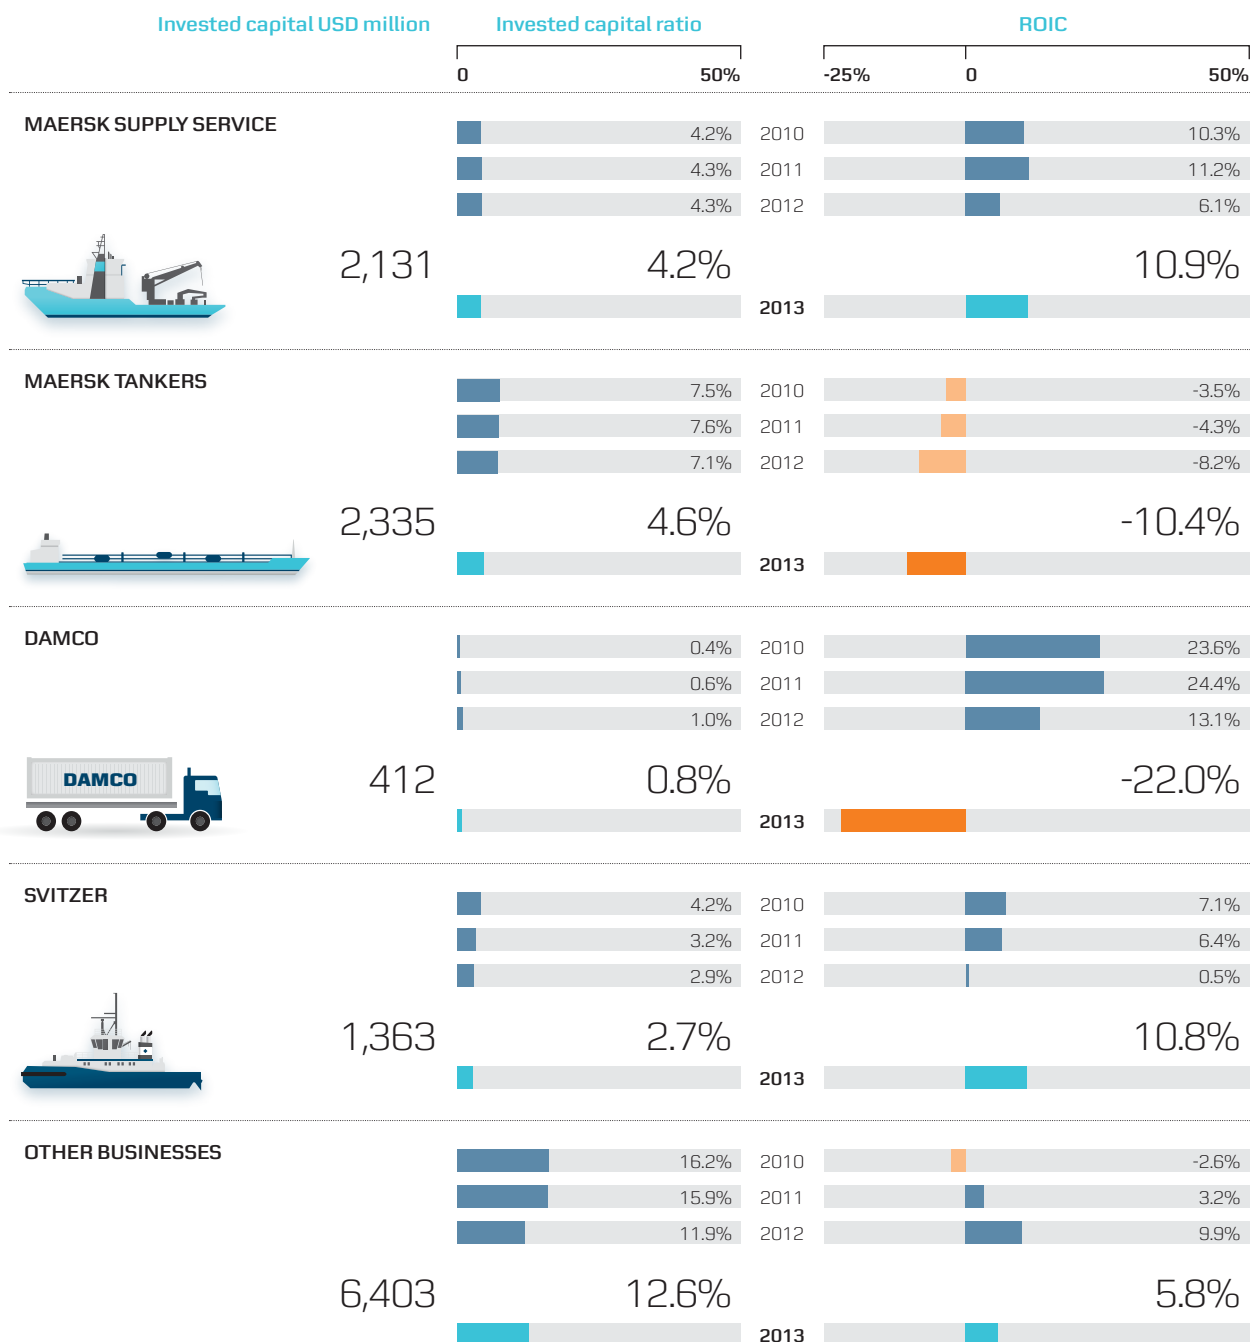 Invested capital USD million Invested capital ratio ROIC
0 50% -25% 0 50%
MAERSK SUPPLY SERVICE
4.2% 2010 10.3%
4.3% 2011 11.2%
4.3% 2012 6.1%
2,131 4.2% 10.9%
2013
MAERSK TANKERS
7.5% 2010 -3.5%
7.6% 2011 -4.3%
7.1% 2012 -8.2%
2,335 4.6% -10.4%
2013
DAMCO
0.4% 2010 23.6%
0.6% 2011 24.4%
1.0% 2012 13.1%
DAMCO 412 0.8% -22.0%
2013
SVITZER
4.2% 2010 7.1%
3.2% 2011 6.4%
2.9% 2012 0.5%
1,363 2.7% 10.8%
2013
OTHER BUSINESSES
16.2% 2010 -2.6%
15.9% 2011 3.2%
11.9% 2012 9.9%
6,403 12.6% 5.8%
2013